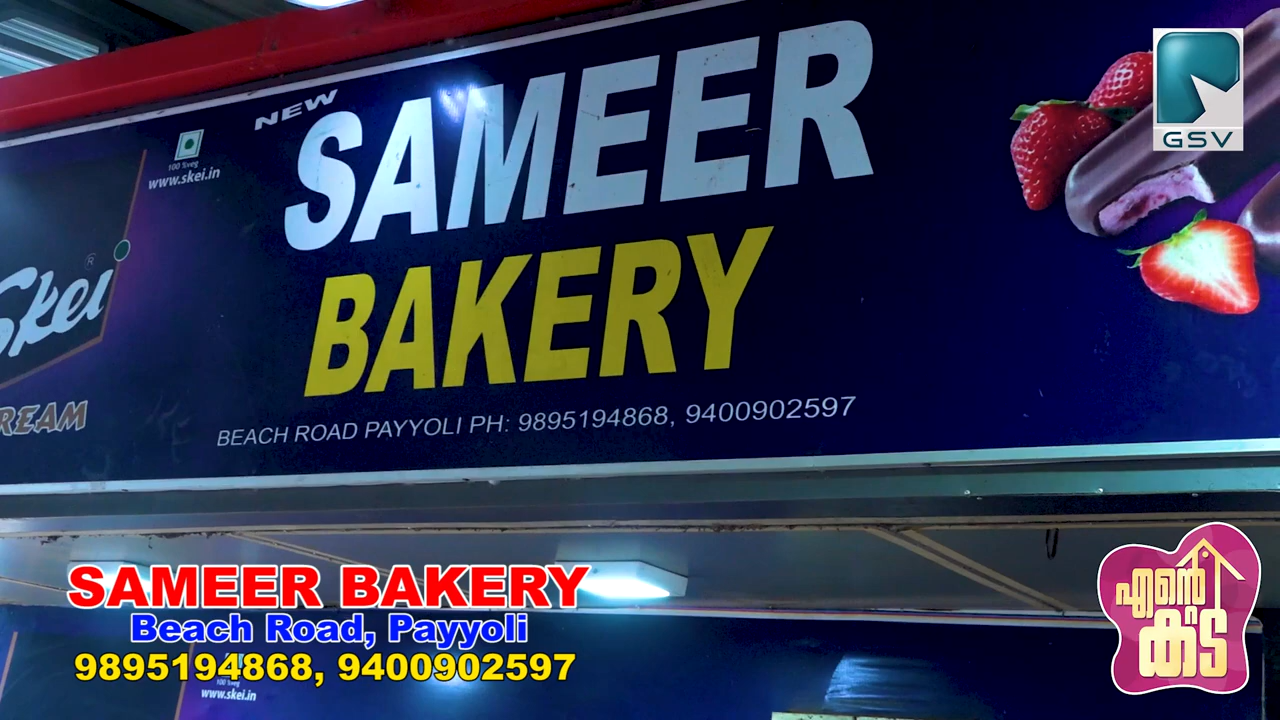 NEW
SAMEER
BAKERY
BEACH ROAD PAYYOLI PH: 9895194868, 9400902597
100 %veg
www.skei.in
Skei
®
REAM
GSV
SAMEER BAKERY
Beach Road, Payyoli
9895194868, 9400902597
www.skei.in
എന്റെ
കട